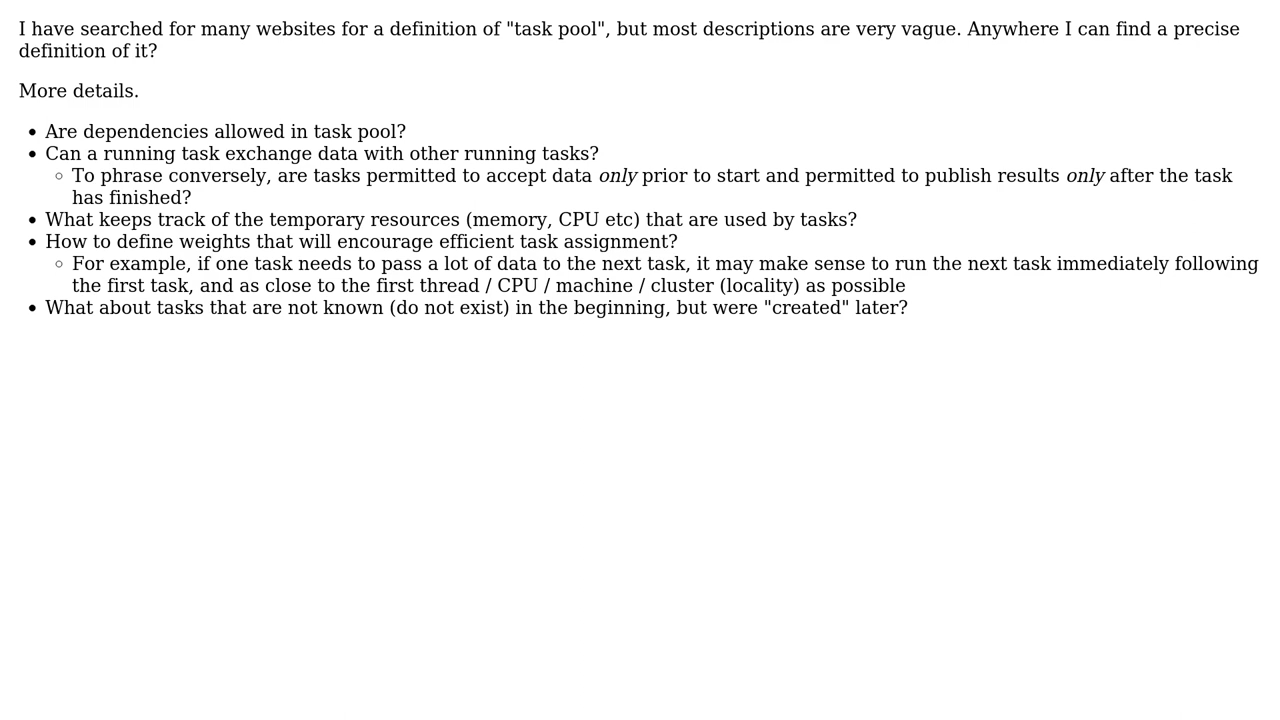 I have searched for many websites for a definition of "task pool", but most descriptions are very vague. Anywhere I can find a precise
definition of it?
More details.
Are dependencies allowed in task pool?
Can a running task exchange data with other running tasks?
To phrase conversely, are tasks permitted to accept data only prior to start and permitted to publish results only after the task
has finished?
What keeps track of the temporary resources (memory, CPU etc) that are used by tasks?
How to define weights that will encourage efficient task assignment?
For example, if one task needs to pass a lot of data to the next task, it may make sense to run the next task immediately following
the first task, and as close to the first thread / CPU / machine / cluster (locality) as possible
What about tasks that are not known (do not exist) in the beginning, but were "created" later?